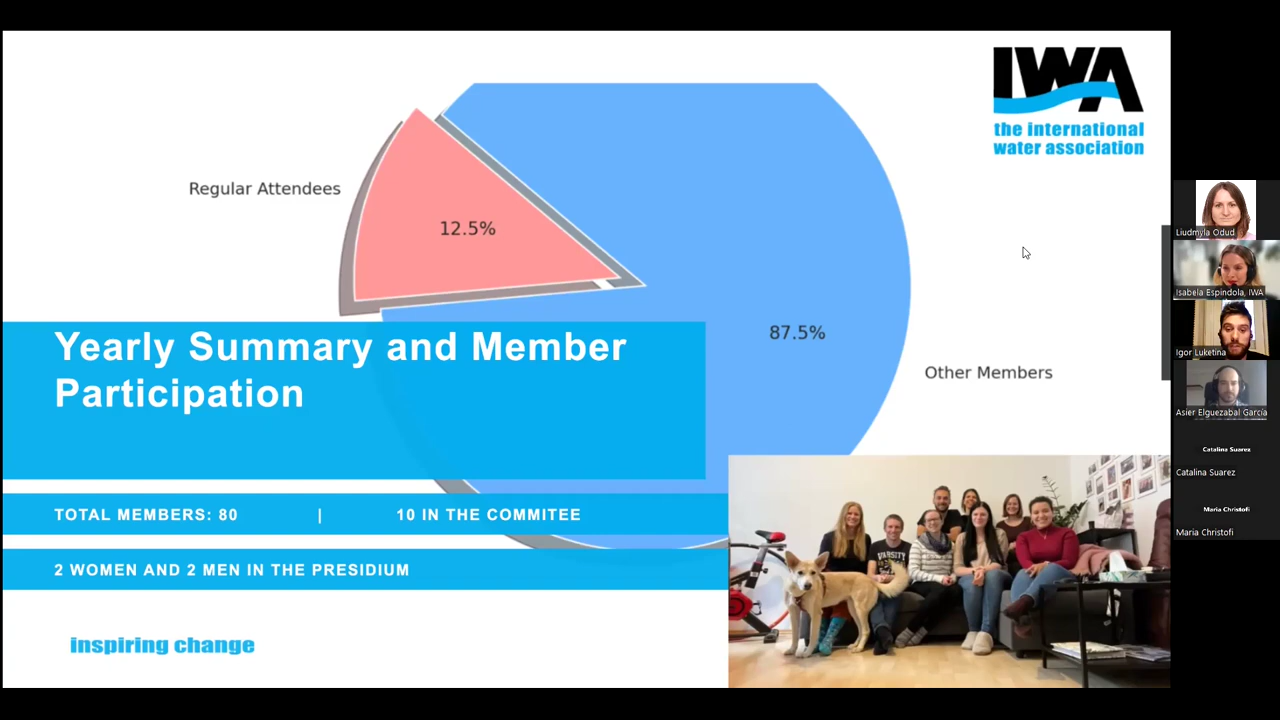 IWA
the international
water association
Regular Attendees
12.5%
87.5%
Other Members
Yearly Summary and Member
Participation
TOTAL MEMBERS: 80 | 10 IN THE COMMITEE
2 WOMEN AND 2 MEN IN THE PRESIDIUM
inspiring change
VARSITY
Liudmyla Odud
Isabela Espindola, IWA
Igor Luketina
Asier Elguezabal García
Catalina Suarez
Catalina Suarez
Maria Christofi
Maria Christofi